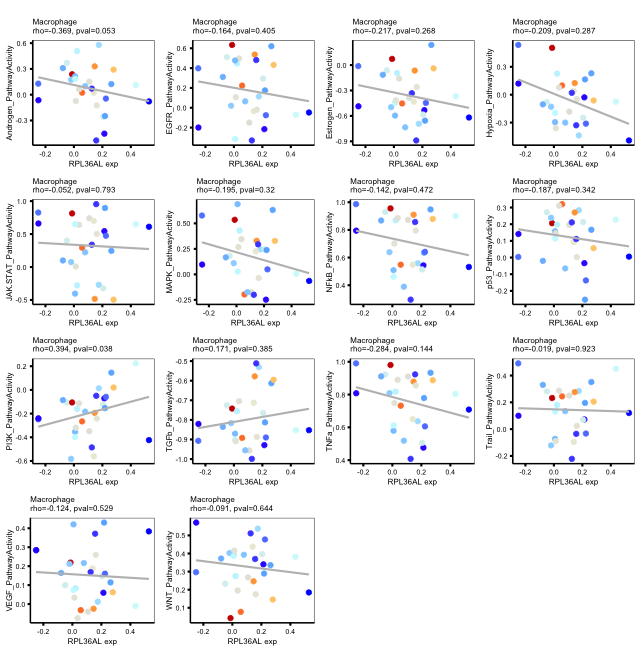 Macrophage
rho=-0.369, pval=0.053
Androgen_PathwayActivity
0.6
0.3
0.0
-0.3
-0.2
0.0
0.2
0.4
RPL36AL exp
Macrophage
rho=-0.164, pval=0.405
EGFR_PathwayActivity
0.6
0.4
0.2
0.0
-0.2
-0.2
0.0
0.2
0.4
RPL36AL exp
Macrophage
rho=-0.217, pval=0.268
Estrogen_PathwayActivity
0.0
-0.3
-0.6
-0.9
-0.2
0.0
0.2
0.4
RPL36AL exp
Macrophage
rho=-0.209, pval=0.287
Hypoxia_PathwayActivity
0.3
0.0
-0.3
-0.2
0.0
0.2
0.4
RPL36AL exp
Macrophage
rho=-0.052, pval=0.793
JAK-STAT_PathwayActivity
1.0
0.5
0.0
-0.5
-0.2
0.0
0.2
0.4
RPL36AL exp
Macrophage
rho=-0.195, pval=0.32
MAPK_PathwayActivity
0.50
0.25
0.00
-0.25
-0.2
0.0
0.2
0.4
RPL36AL exp
Macrophage
rho=-0.142, pval=0.472
NFkB_PathwayActivity
1.0
0.8
0.6
0.4
-0.2
0.0
0.2
0.4
RPL36AL exp
Macrophage
rho=-0.187, pval=0.342
p53_PathwayActivity
0.3
0.2
0.1
0.0
-0.1
-0.2
-0.2
0.0
0.2
0.4
RPL36AL exp
Macrophage
rho=0.394, pval=0.038
PI3K_PathwayActivity
0.2
0.0
-0.2
-0.4
-0.6
-0.2
0.0
0.2
0.4
RPL36AL exp
Macrophage
rho=0.171, pval=0.385
TGFb_PathwayActivity
-0.5
-0.6
-0.7
-0.8
-0.9
-1.0
-0.2
0.0
0.2
0.4
RPL36AL exp
Macrophage
rho=-0.284, pval=0.144
TNFa_PathwayActivity
1.0
0.8
0.6
0.4
-0.2
0.0
0.2
0.4
RPL36AL exp
Macrophage
rho=-0.019, pval=0.923
Trail_PathwayActivity
0.4
0.2
0.0
-0.2
-0.2
0.0
0.2
0.4
RPL36AL exp
Macrophage
rho=-0.124, pval=0.529
VEGF_PathwayActivity
0.4
0.3
0.2
0.1
0.0
-0.2
0.0
0.2
0.4
RPL36AL exp
Macrophage
rho=-0.091, pval=0.644
WNT_PathwayActivity
0.5
0.4
0.3
0.2
0.1
-0.2
0.0
0.2
0.4
RPL36AL exp